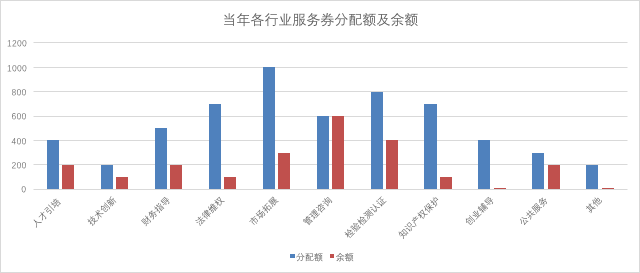 当年各行业服务券分配额及余额
1200
1000
800
600
400
200
0
人才引培
技术创新
财务指导
法律维权
市场拓展
管理咨询
检验检测认证
知识产权保护
创业辅导
公共服务
其他
分配额 余额